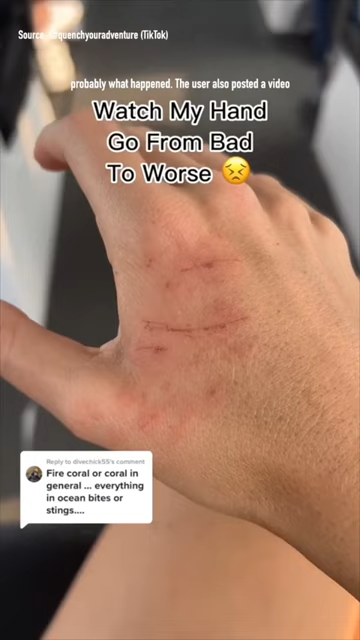 Source: @quenchyouradventure (TikTok)
probably what happened. The user also posted a video
Watch My Hand
Go From Bad
To Worse 😣
Reply to divechick55's comment
Fire coral or coral in
general ... everything
in ocean bites or
stings....